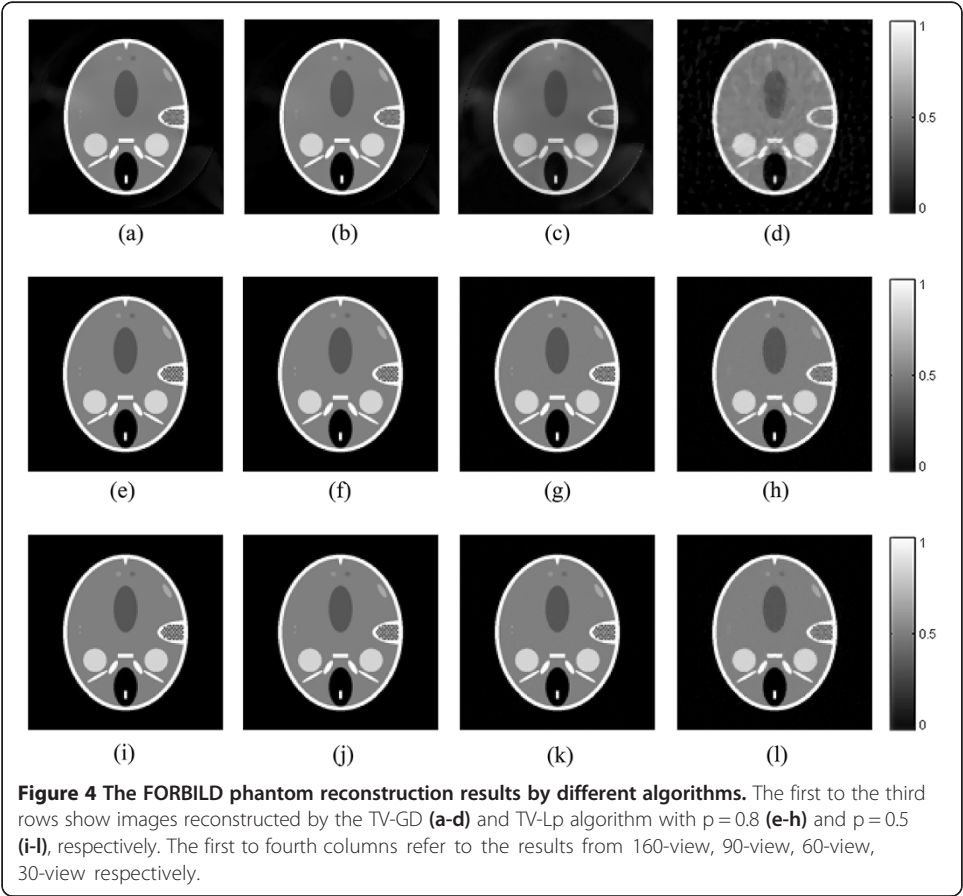 1
0.5
0
(a) (b) (c) (d)
1
0.5
0
(e) (f) (g) (h)
1
0.5
0
(i) (j) (k) (l)
Figure 4 The FORBILD phantom reconstruction results by different algorithms. The first to the third
rows show images reconstructed by the TV-GD (a-d) and TV-Lp algorithm with p = 0.8 (e-h) and p = 0.5
(i-l), respectively. The first to fourth columns refer to the results from 160-view, 90-view, 60-view,
30-view respectively.